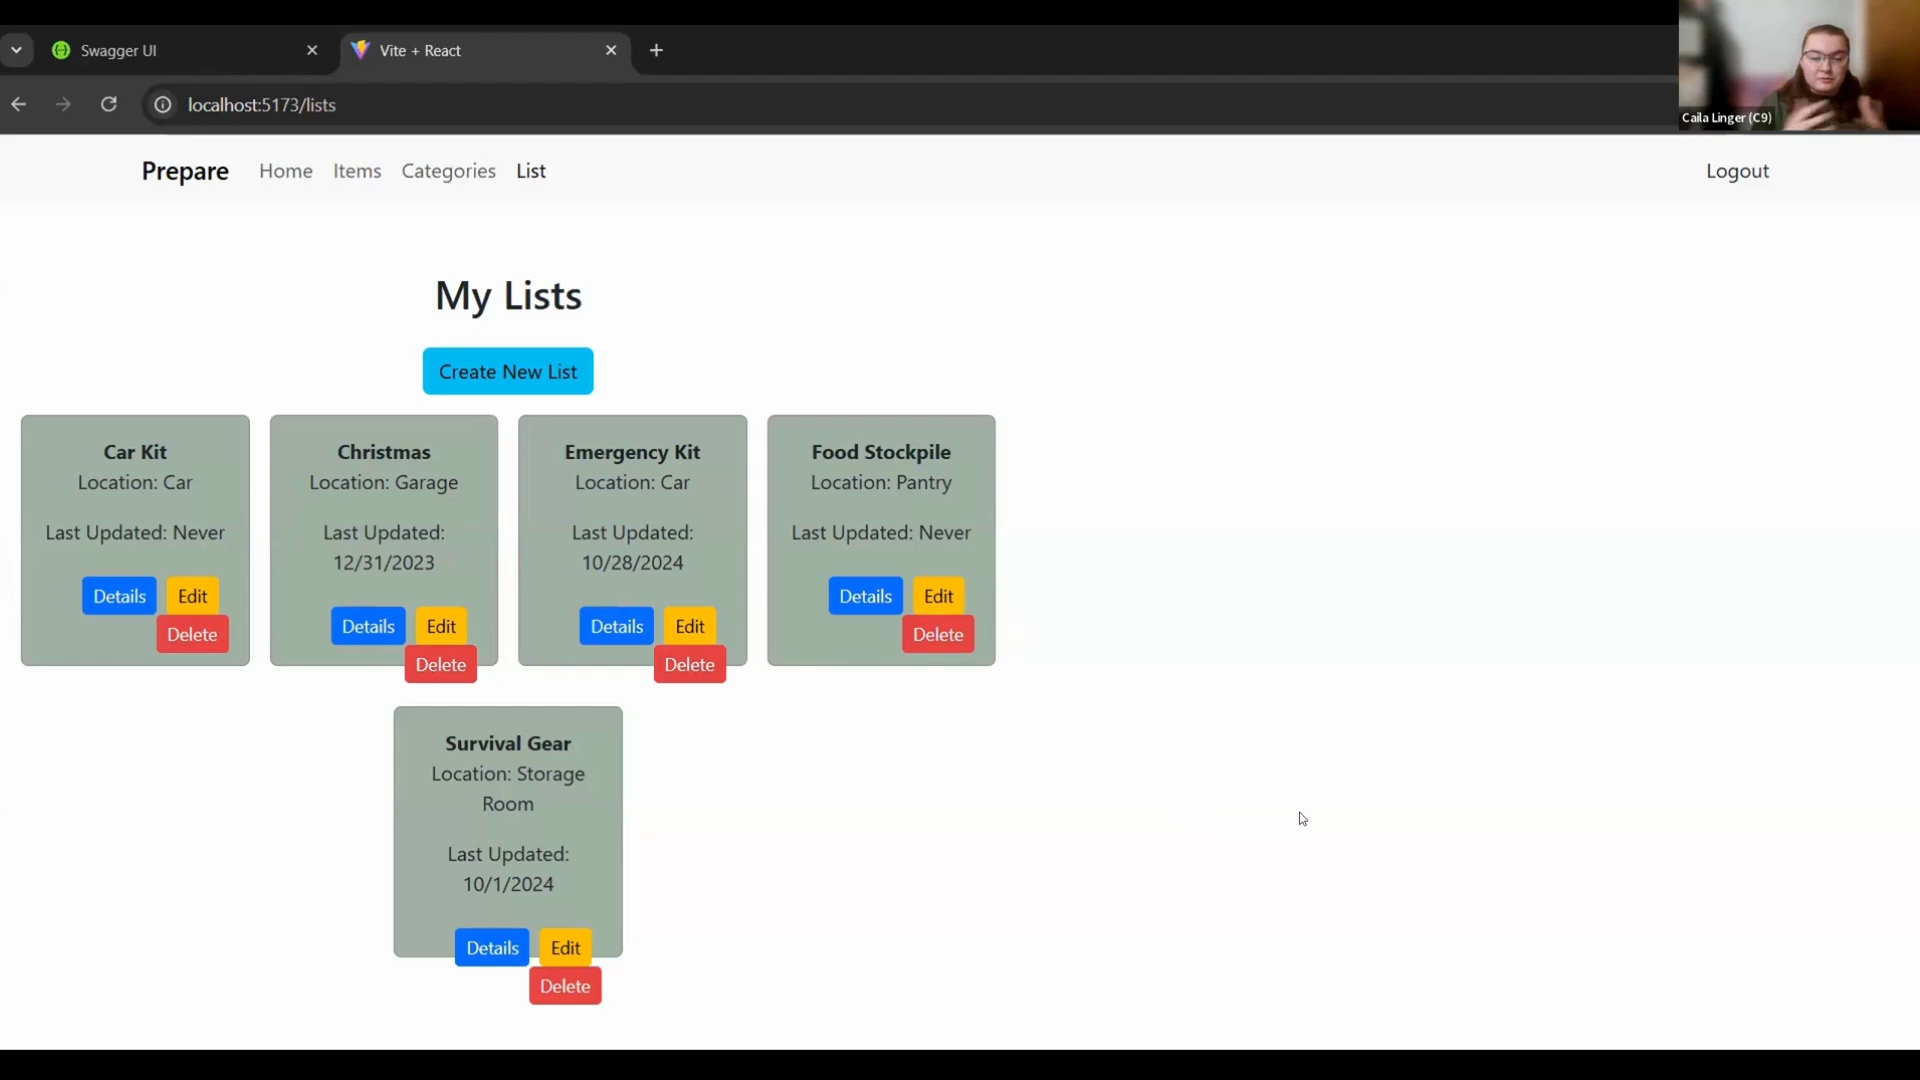 Swagger UI
Vite + React
localhost:5173/lists
Caila Linger (C9)
Prepare Home Items Categories List Logout
My Lists
Create New List
Car Kit
Location: Car
Last Updated: Never
Details Edit
Delete
Christmas
Location: Garage
Last Updated:
12/31/2023
Details Edit
Delete
Emergency Kit
Location: Car
Last Updated:
10/28/2024
Details Edit
Delete
Food Stockpile
Location: Pantry
Last Updated: Never
Details Edit
Delete
Survival Gear
Location: Storage
Room
Last Updated:
10/1/2024
Details Edit
Delete